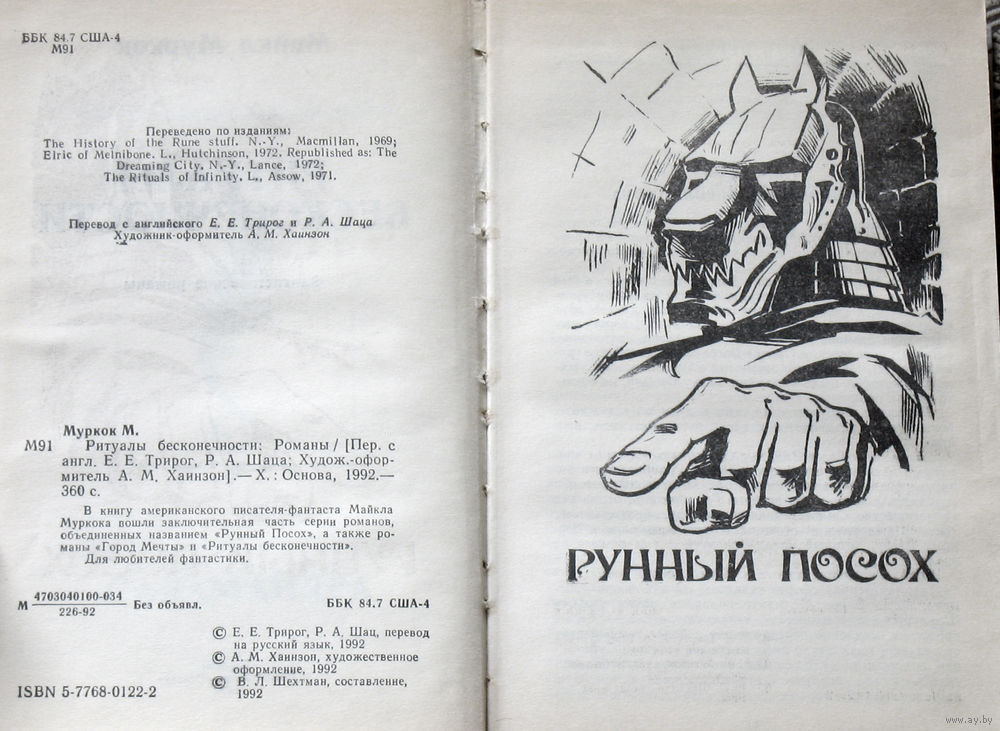 ББК 84.7 США-4
М91
Переведено по изданиям:
The History of the Rune stuff. N.-Y., Macmillan, 1969;
Elric of Melnibone. L., Hutchinson, 1972. Republished as: The
Dreaming City. N.-Y., Lance, 1972;
The Rituals of Infinity. L., Assow, 1971.
Перевод с английского Е. Е. Трирог и Р. А. Шаца
Художник-оформитель А. М. Хаинзон
Муркок М.
М91 Ритуалы бесконечности: Романы / [Пер. с
англ. Е. Е. Трирог, Р. А. Шаца; Худож.-офор-
митель А. М. Хаинзон].— Х. : Основа, 1992.—
360 с.
В книгу американского писателя-фантаста Майкла
Муркока вошли заключительная часть серии романов,
объединенных названием «Рунный Посох», а также ро-
маны «Город Мечты» и «Ритуалы бесконечности».
Для любителей фантастики.
М 4703040100-034
226-92 Без объявл. ББК 84.7 США-4
© Е. Е. Трирог, Р. А. Шац, перевод
на русский язык, 1992
© А. М. Хаинзон, художественное
оформление, 1992
© В. Л. Шехтман, составление,
1992
ISBN 5-7768-0122-2
РУННЫЙ ПОСОХ
www.ay.by